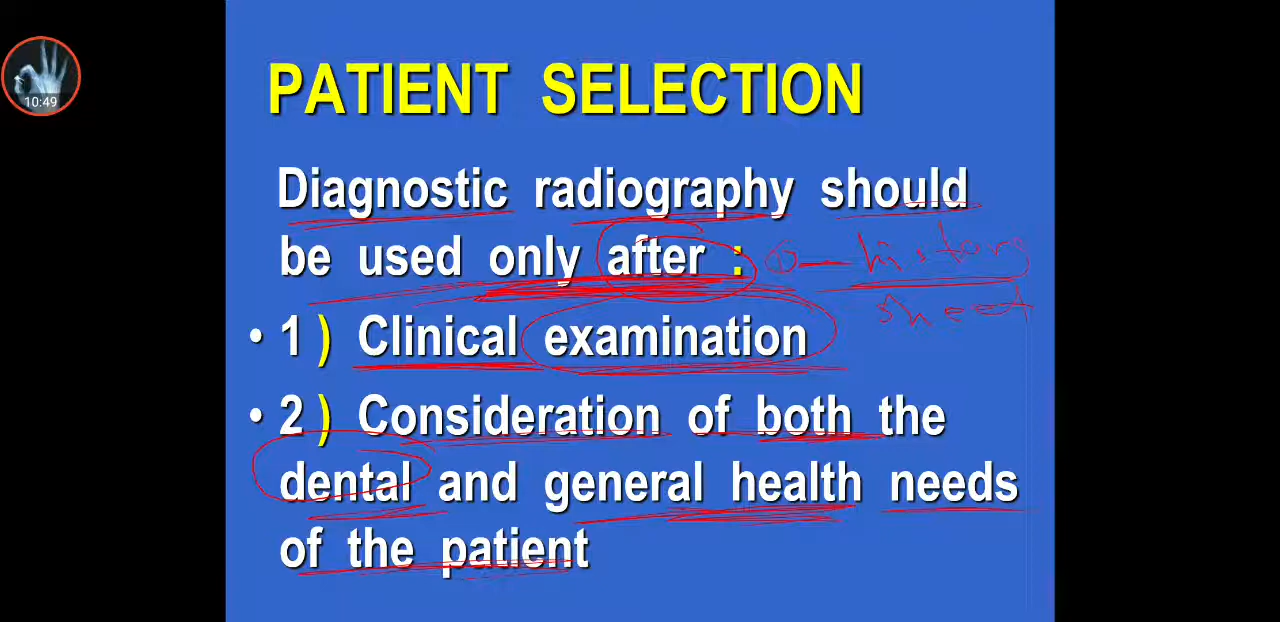 10:49
PATIENT SELECTION
Diagnostic radiography should
be used only after : history
sheet
• 1 ) Clinical examination
• 2 ) Consideration of both the
dental and general health needs
of the patient